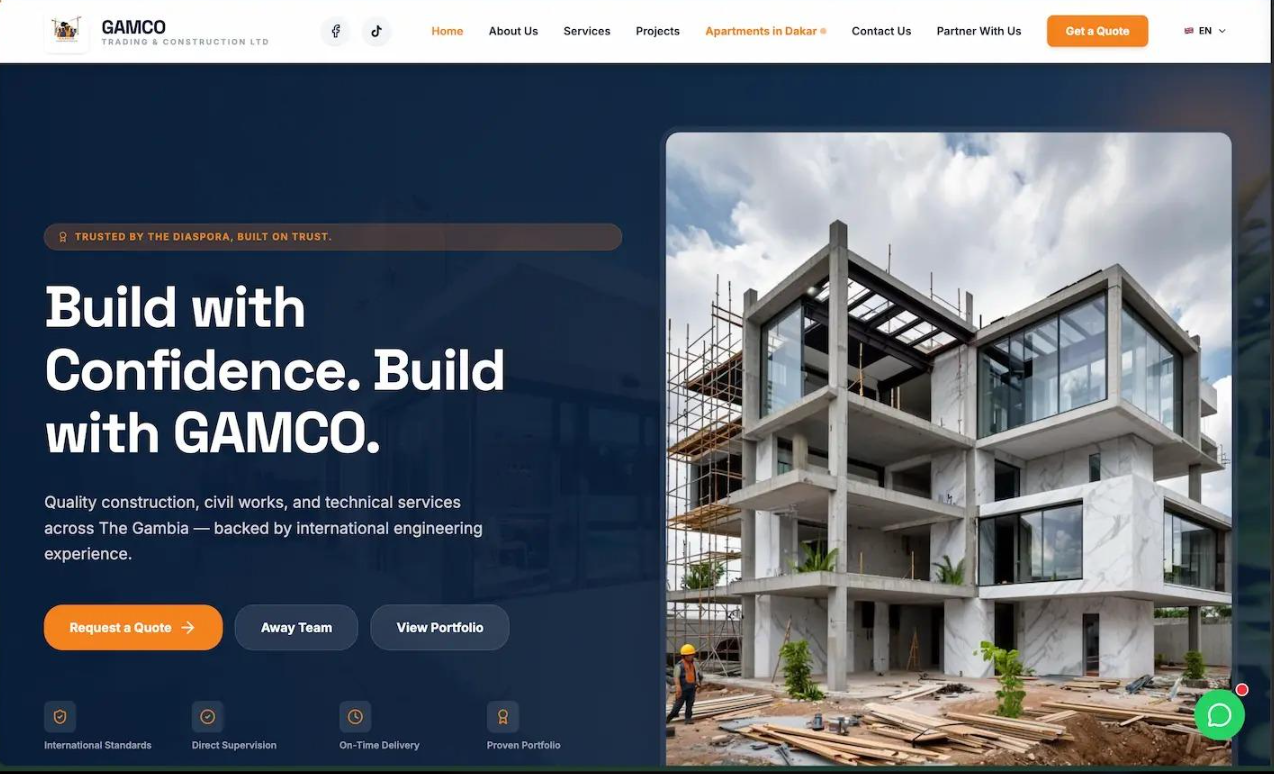 GAMCO
TRADING & CONSTRUCTION LTD
Home
About Us
Services
Projects
Apartments in Dakar
Contact Us
Partner With Us
Get a Quote
EN
TRUSTED BY THE DIASPORA, BUILT ON TRUST.
Build with
Confidence. Build
with GAMCO.
Quality construction, civil works, and technical services
across The Gambia — backed by international engineering
experience.
Request a Quote
Away Team
View Portfolio
International Standards
Direct Supervision
On-Time Delivery
Proven Portfolio